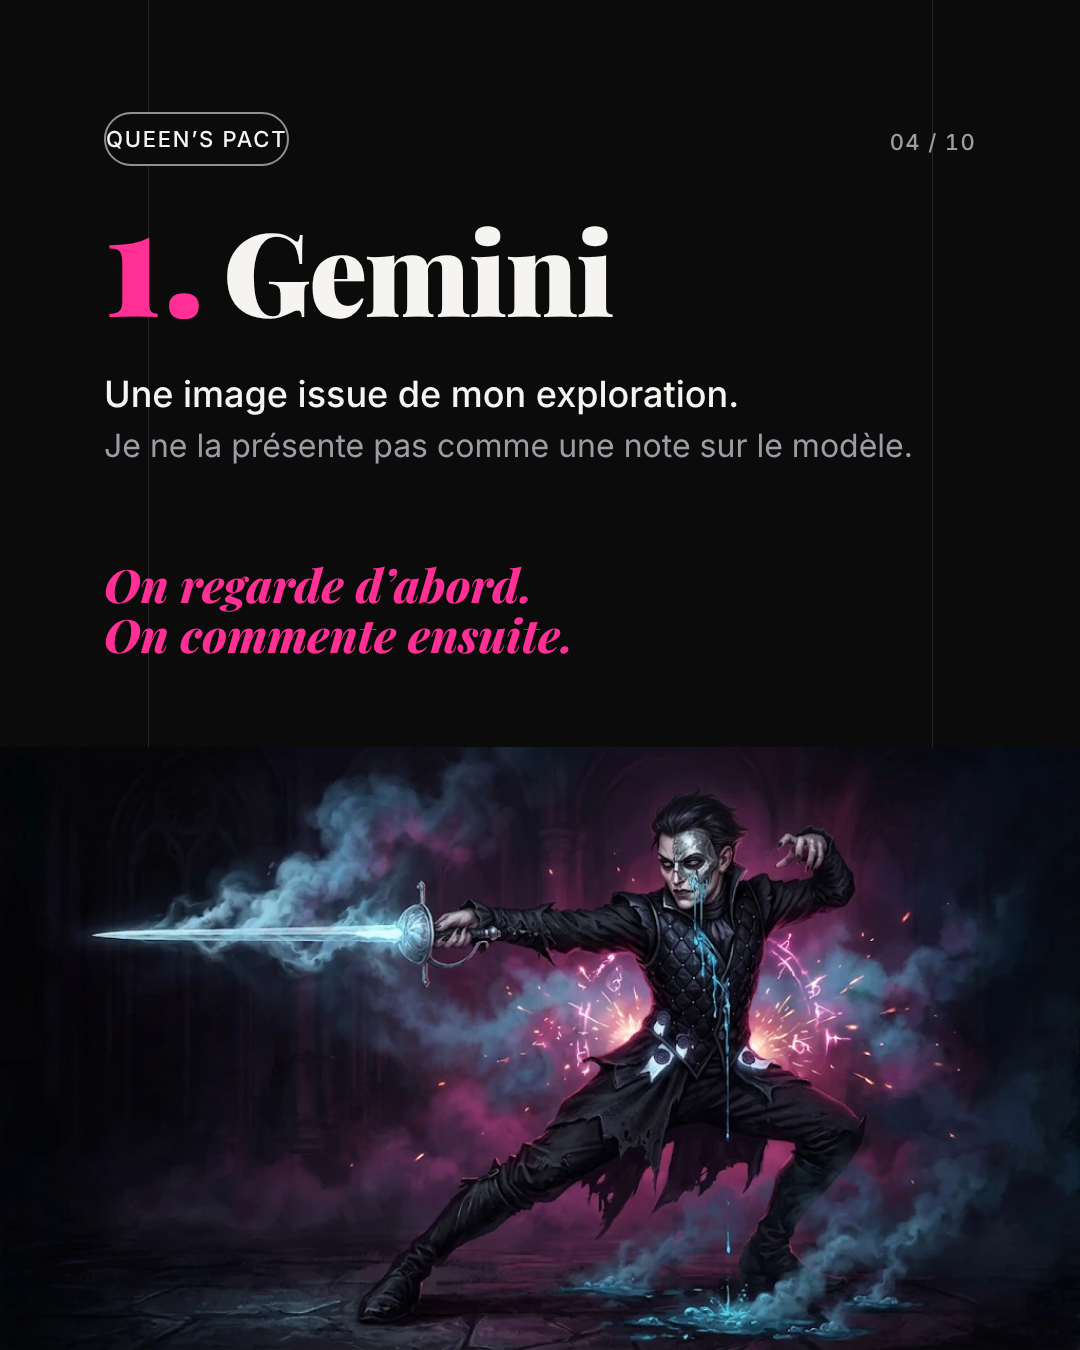 QUEEN’S PACT
04 / 10
1. Gemini
Une image issue de mon exploration.
Je ne la présente pas comme une note sur le modèle.
On regarde d’abord.
On commente ensuite.